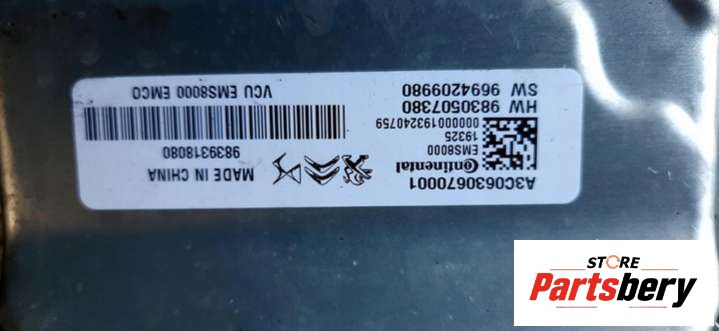 A3C0630670001
Continental
EMS8000
19325
000000193240759
HW 9830507380
SW 9694209980
MADE IN CHINA
9839318080
VCU EMS8000 EMCO
STORE
Partsbery